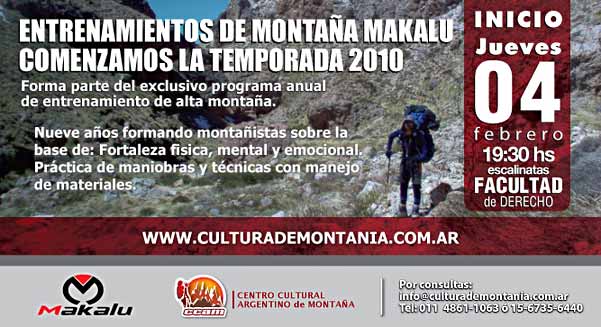 ENTRENAMIENTOS DE MONTAÑA MAKALU
COMENZAMOS LA TEMPORADA 2010
Forma parte del exclusivo programa anual
de entrenamiento de alta montaña.
Nueve años formando montañistas sobre la
base de: Fortaleza fisica, mental y emocional.
Práctica de maniobras y técnicas con manejo
de materiales.
INICIO
Jueves
04
febrero
19:30 hs
escalinatas
FACULTAD
de DERECHO
WWW.CULTURADEMONTANIA.COM.AR
Makalu
ccam
CENTRO CULTURAL
ARGENTINO de MONTAÑA
Por consultas:
info@culturademontania.com.ar
Tel: 011 4861-1063 ó 15-6735-6440